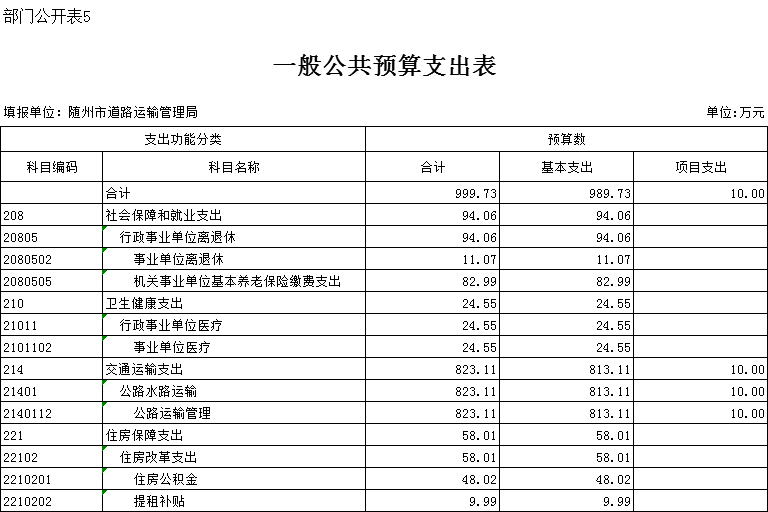 部门公开表5
一般公共预算支出表
填报单位：随州市道路运输管理局 单位:万元
支出功能分类 预算数
科目编码 科目名称 合计 基本支出 项目支出
合计 999.73 989.73 10.00
208 社会保障和就业支出 94.06 94.06
20805 行政事业单位离退休 94.06 94.06
2080502 事业单位离退休 11.07 11.07
2080505 机关事业单位基本养老保险缴费支出 82.99 82.99
210 卫生健康支出 24.55 24.55
21011 行政事业单位医疗 24.55 24.55
2101102 事业单位医疗 24.55 24.55
214 交通运输支出 823.11 813.11 10.00
21401 公路水路运输 823.11 813.11 10.00
2140112 公路运输管理 823.11 813.11 10.00
221 住房保障支出 58.01 58.01
22102 住房改革支出 58.01 58.01
2210201 住房公积金 48.02 48.02
2210202 提租补贴 9.99 9.99